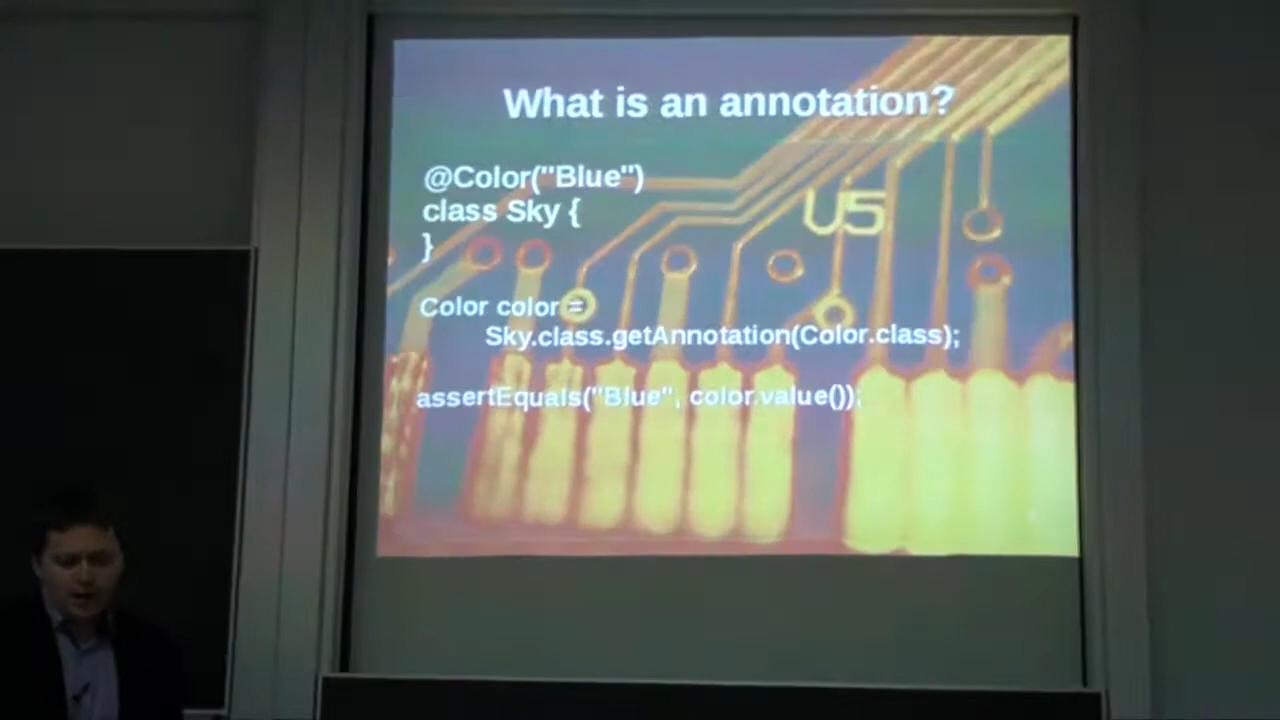 What is an annotation?
@Color("Blue")
class Sky {
}
U5
Color color =
Sky.class.getAnnotation(Color.class);
assertEquals("Blue", color.value());